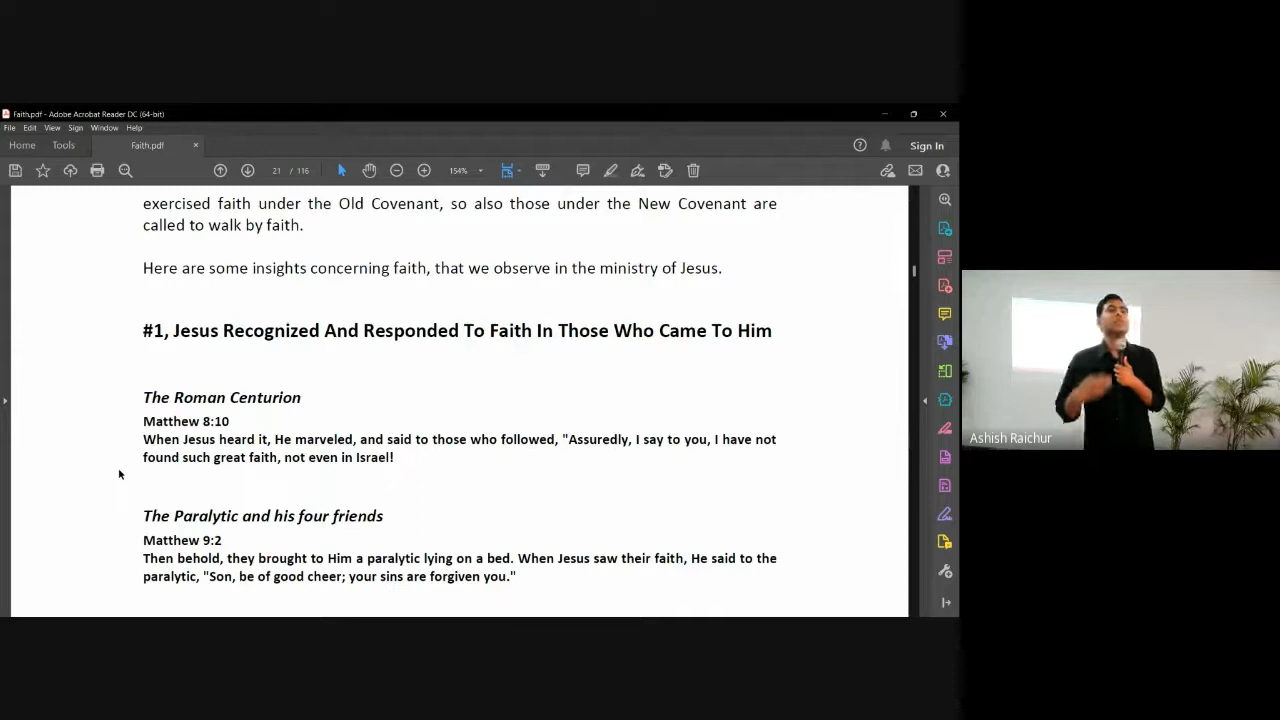 Faith.pdf - Adobe Acrobat Reader DC (64-bit)
File Edit View Sign Window Help
Home Tools Faith.pdf × Sign In
21 / 116 154%
exercised faith under the Old Covenant, so also those under the New Covenant are
called to walk by faith.
Here are some insights concerning faith, that we observe in the ministry of Jesus.
#1, Jesus Recognized And Responded To Faith In Those Who Came To Him
The Roman Centurion
Matthew 8:10
When Jesus heard it, He marveled, and said to those who followed, "Assuredly, I say to you, I have not
found such great faith, not even in Israel!
The Paralytic and his four friends
Matthew 9:2
Then behold, they brought to Him a paralytic lying on a bed. When Jesus saw their faith, He said to the
paralytic, "Son, be of good cheer; your sins are forgiven you."
Ashish Raichur